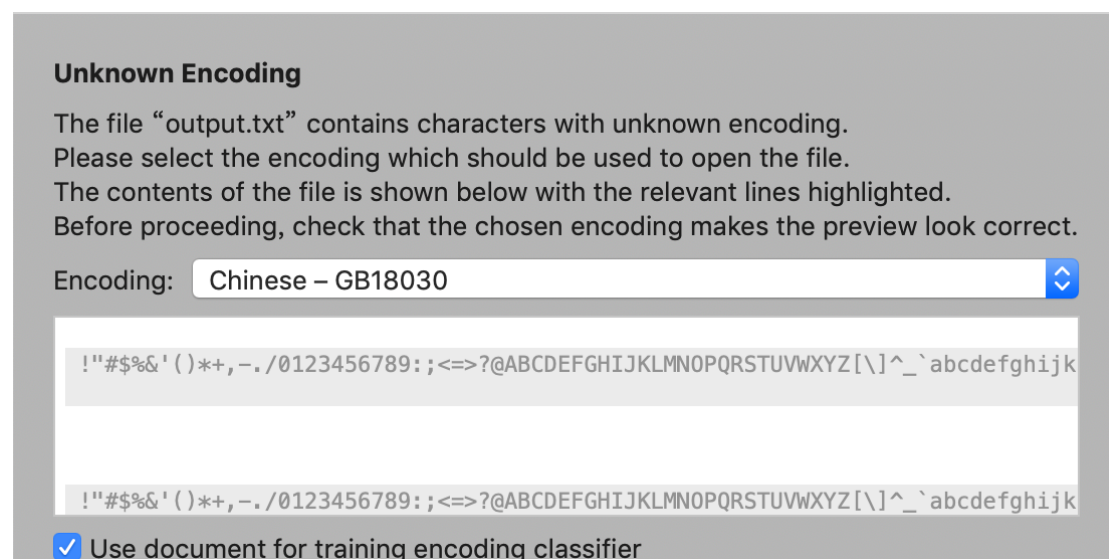 Unknown Encoding
The file “output.txt” contains characters with unknown encoding.
Please select the encoding which should be used to open the file.
The contents of the file is shown below with the relevant lines highlighted.
Before proceeding, check that the chosen encoding makes the preview look correct.
Encoding: Chinese – GB18030
!"#$%&'()*+,-./0123456789:;<=>?@ABCDEFGHIJKLMNOPQRSTUVWXYZ[\]^_`abcdefghijk
!"#$%&'()*+,-./0123456789:;<=>?@ABCDEFGHIJKLMNOPQRSTUVWXYZ[\]^_`abcdefghijk
Use document for training encoding classifier